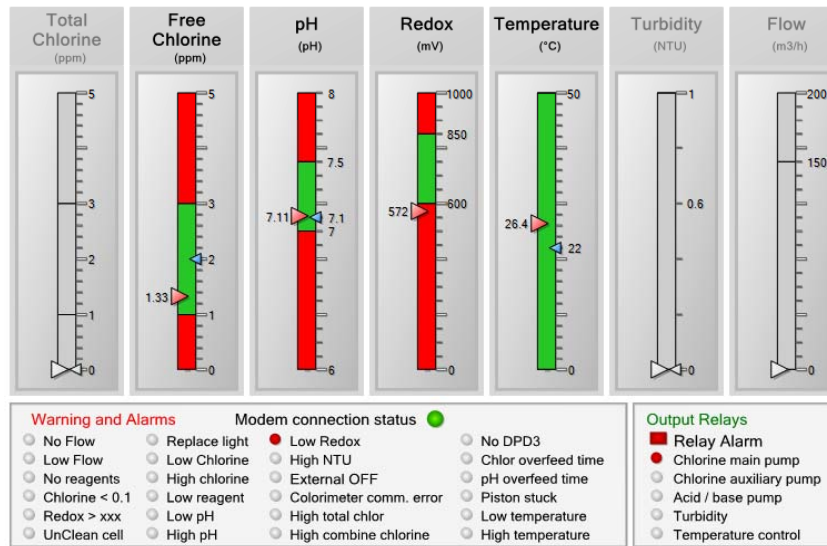 Total Chlorine (ppm)
Free Chlorine (ppm)
pH (pH)
Redox (mV)
Temperature (°C)
Turbidity (NTU)
Flow (m3/h)
5
3
2
1
0
5
3
2
1
0
1.33
8
7.5
7.1
7
6
7.11
1000
850
600
0
572
50
22
0
26.4
1
0.6
0
200
150
0
Warning and Alarms
Modem connection status
No Flow
Low Flow
No reagents
Chlorine < 0.1
Redox > xxx
UnClean cell
Replace light
Low Chlorine
High chlorine
Low reagent
Low pH
High pH
Low Redox
High NTU
External OFF
Colorimeter comm. error
High total chlor
High combine chlorine
No DPD3
Chlor overfeed time
pH overfeed time
Piston stuck
Low temperature
High temperature
Output Relays
Relay Alarm
Chlorine main pump
Chlorine auxiliary pump
Acid / base pump
Turbidity
Temperature control